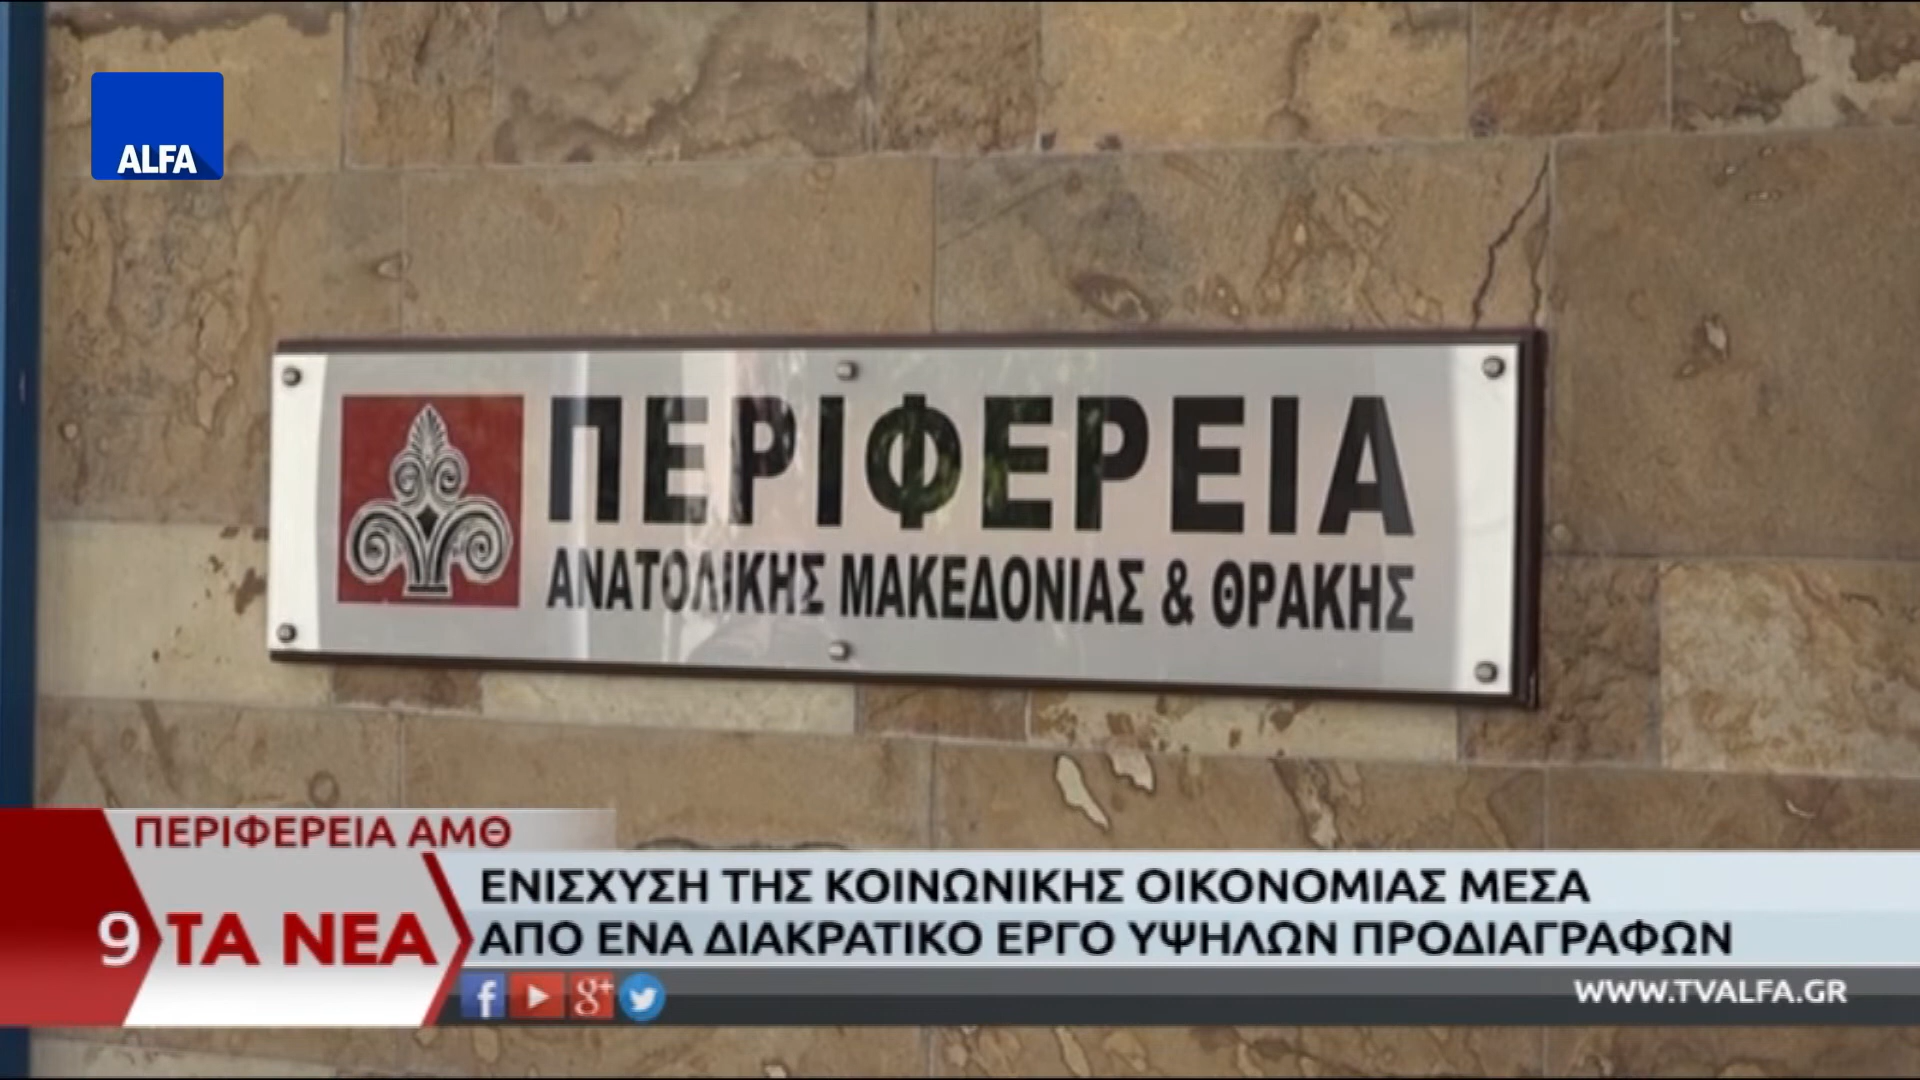 ALFA
ΠΕΡΙΦΕΡΕΙΑ
ΑΝΑΤΟΛΙΚΗΣ ΜΑΚΕΔΟΝΙΑΣ & ΘΡΑΚΗΣ
ΠΕΡΙΦΕΡΕΙΑ ΑΜΘ
ΕΝΙΣΧΥΣΗ ΤΗΣ ΚΟΙΝΩΝΙΚΗΣ ΟΙΚΟΝΟΜΙΑΣ ΜΕΣΑ
ΑΠΟ ΕΝΑ ΔΙΑΚΡΑΤΙΚΟ ΕΡΓΟ ΥΨΗΛΩΝ ΠΡΟΔΙΑΓΡΑΦΩΝ
9 ΤΑ ΝΕΑ
f g+ WWW.TVALFA.GR